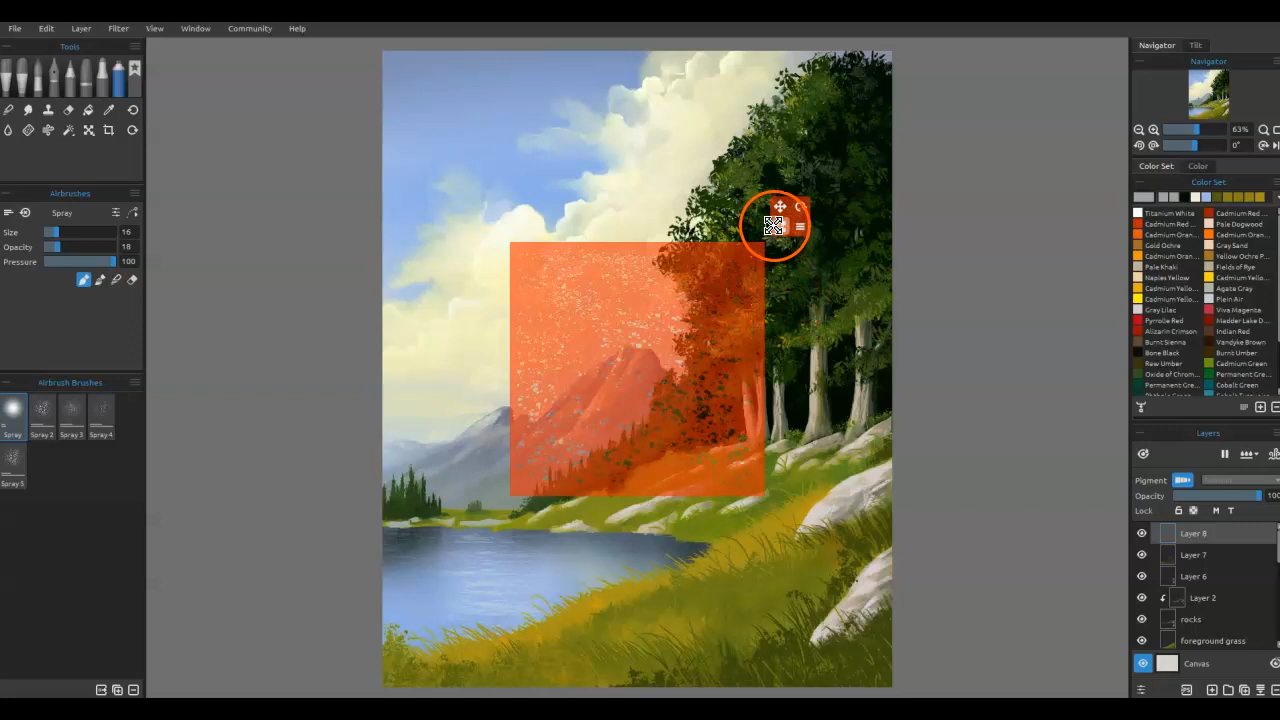 File Edit Layer Filter View Window Community Help
Tools
Airbrushes
Spray
Size 16
Opacity 18
Pressure 100
Airbrush Brushes
Spray Spray 2 Spray 3 Spray 4
Spray 5
Navigator Tilt
Navigator
63%
0°
Color Set Color
Color Set
Titanium White Cadmium Red ...
Cadmium Red ... Pale Dogwood
Cadmium Oran... Cadmium Oran...
Gold Ochre Gray Sand
Cadmium Oran... Yellow Ochre P...
Pale Khaki Fields of Rye
Naples Yellow Cadmium Yello...
Cadmium Yello... Agate Gray
Cadmium Yello... Plein Air
Gray Lilac Viva Magenta
Pyrrolle Red Madder Lake D...
Alizarin Crimson Indian Red
Burnt Sienna Vandyke Brown
Bone Black Burnt Umber
Raw Umber Cadmium Green
Oxide of Chrom... Permanent Gre...
Permanent Gre... Cobalt Green
Layers
Pigment
Opacity 100
Lock M T
Layer 8
Layer 7
Layer 6
Layer 2
rocks
foreground grass
Canvas